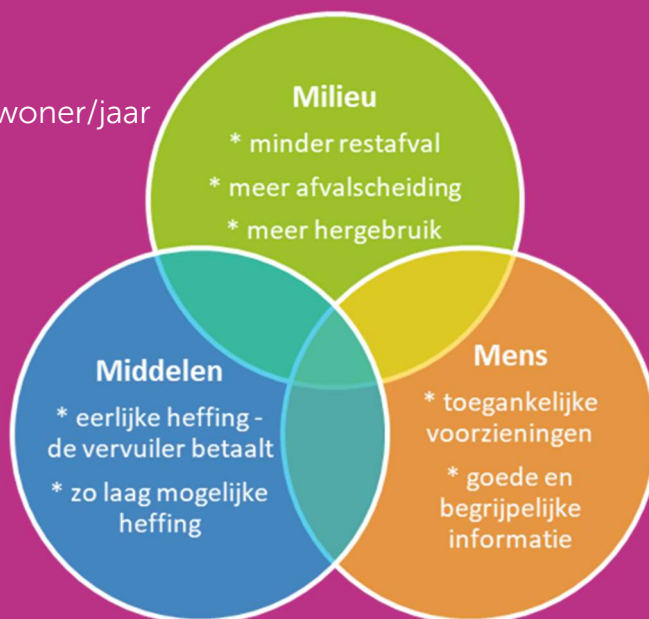 woner/jaar
Milieu
* minder restafval
* meer afvalscheiding
* meer hergebruik
Middelen
* eerlijke heffing -
de vervuiler betaalt
* zo laag mogelijke
heffing
Mens
* toegankelijke
voorzieningen
* goede en
begrijpelijke
informatie